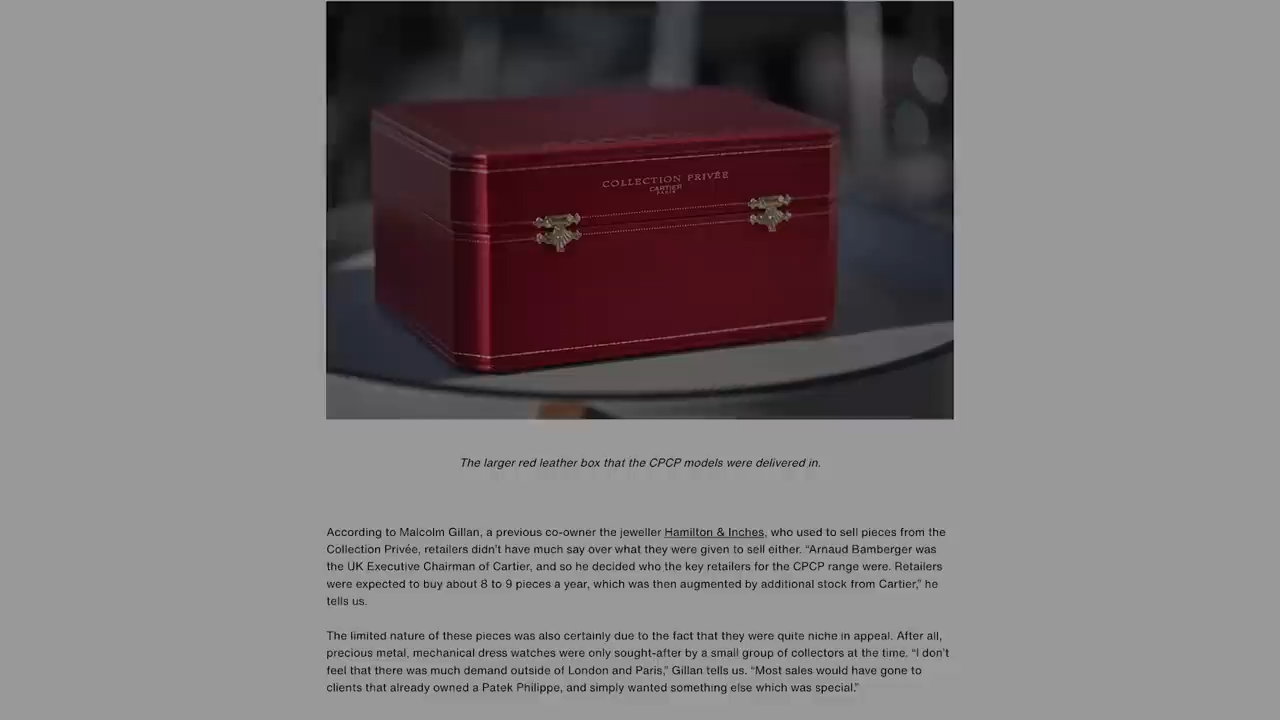 COLLECTION PRIVÉE
CARTIER
PARIS
The larger red leather box that the CPCP models were delivered in.
According to Malcolm Gillan, a previous co-owner the jeweller Hamilton & Inches, who used to sell pieces from the
Collection Privée, retailers didn’t have much say over what they were given to sell either. “Arnaud Bamberger was
the UK Executive Chairman of Cartier, and so he decided who the key retailers for the CPCP range were. Retailers
were expected to buy about 8 to 9 pieces a year, which was then augmented by additional stock from Cartier,” he
tells us.
The limited nature of these pieces was also certainly due to the fact that they were quite niche in appeal. After all,
precious metal, mechanical dress watches were only sought-after by a small group of collectors at the time. “I don’t
feel that there was much demand outside of London and Paris,” Gillan tells us. “Most sales would have gone to
clients that already owned a Patek Philippe, and simply wanted something else which was special.”